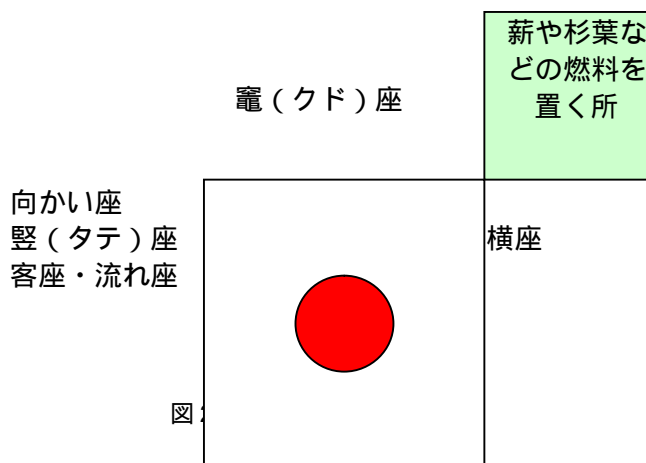 薪や杉葉な
どの燃料を
置く所
竈（クド）座
向かい座
竪（タテ）座
客座・流れ座
横座
図